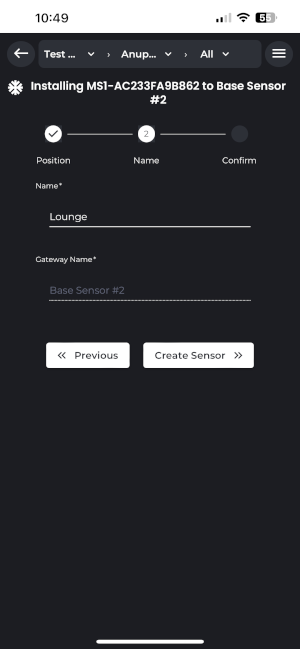 10:49
55
Test ... › Anup... › All
Installing MS1-AC233FA9B862 to Base Sensor
#2
2
Position Name Confirm
Name*
Lounge
Gateway Name*
Base Sensor #2
Previous Create Sensor